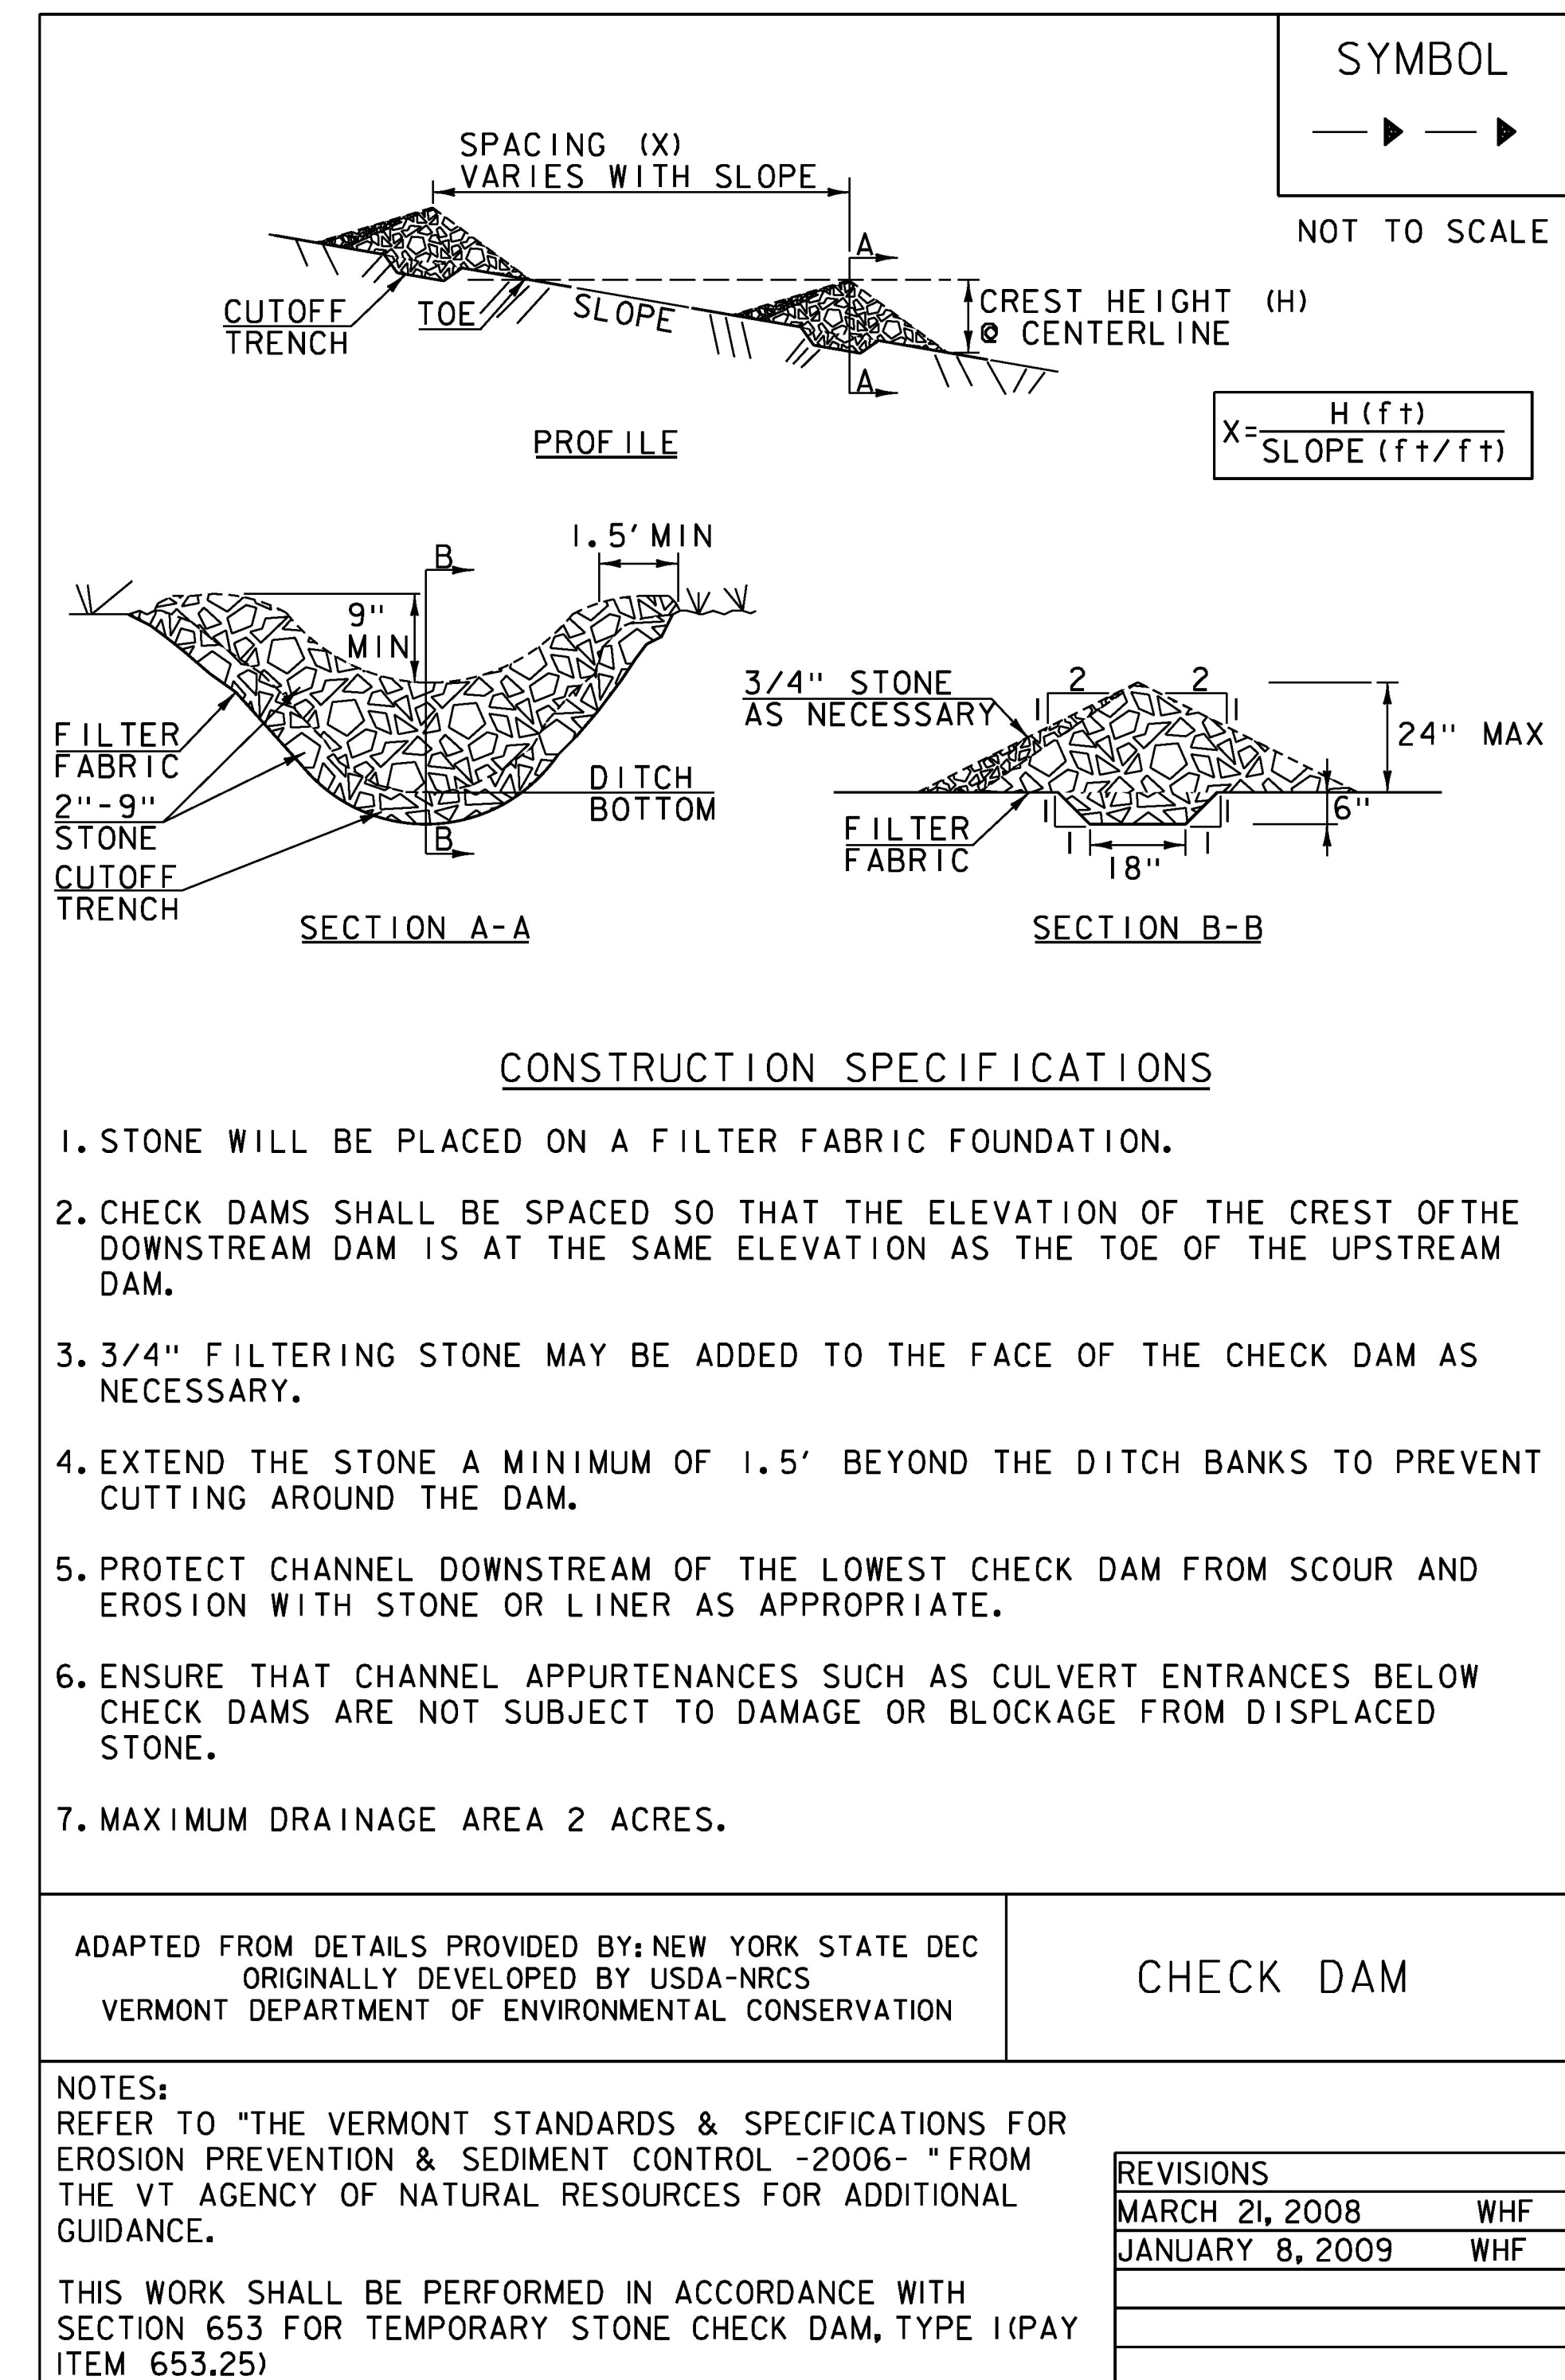 SYMBOL
NOT TO SCALE
SPACING (X)
VARIES WITH SLOPE
A
CUTOFF
TRENCH
TOE
SLOPE
CREST HEIGHT (H)
@ CENTERLINE
A
PROFILE
X=
H(ft)
SLOPE(ft/ft)
B
1.5' MIN
9"
MIN
FILTER
FABRIC
2"-9"
STONE
CUTOFF
TRENCH
DITCH
BOTTOM
B
SECTION A-A
3/4" STONE
AS NECESSARY
2
2
1
1
24" MAX
FILTER
FABRIC
1
1
6"
1
1
18"
SECTION B-B
CONSTRUCTION SPECIFICATIONS
1. STONE WILL BE PLACED ON A FILTER FABRIC FOUNDATION.
2. CHECK DAMS SHALL BE SPACED SO THAT THE ELEVATION OF THE CREST OFTHE
DOWNSTREAM DAM IS AT THE SAME ELEVATION AS THE TOE OF THE UPSTREAM
DAM.
3. 3/4" FILTERING STONE MAY BE ADDED TO THE FACE OF THE CHECK DAM AS
NECESSARY.
4. EXTEND THE STONE A MINIMUM OF 1.5' BEYOND THE DITCH BANKS TO PREVENT
CUTTING AROUND THE DAM.
5. PROTECT CHANNEL DOWNSTREAM OF THE LOWEST CHECK DAM FROM SCOUR AND
EROSION WITH STONE OR LINER AS APPROPRIATE.
6. ENSURE THAT CHANNEL APPURTENANCES SUCH AS CULVERT ENTRANCES BELOW
CHECK DAMS ARE NOT SUBJECT TO DAMAGE OR BLOCKAGE FROM DISPLACED
STONE.
7. MAXIMUM DRAINAGE AREA 2 ACRES.
ADAPTED FROM DETAILS PROVIDED BY: NEW YORK STATE DEC
ORIGINALLY DEVELOPED BY USDA-NRCS
VERMONT DEPARTMENT OF ENVIRONMENTAL CONSERVATION
CHECK DAM
NOTES:
REFER TO "THE VERMONT STANDARDS & SPECIFICATIONS FOR
EROSION PREVENTION & SEDIMENT CONTROL -2006- " FROM
THE VT AGENCY OF NATURAL RESOURCES FOR ADDITIONAL
GUIDANCE.
THIS WORK SHALL BE PERFORMED IN ACCORDANCE WITH
SECTION 653 FOR TEMPORARY STONE CHECK DAM, TYPE I(PAY
ITEM 653.25)
REVISIONS
MARCH 21, 2008 WHF
JANUARY 8, 2009 WHF